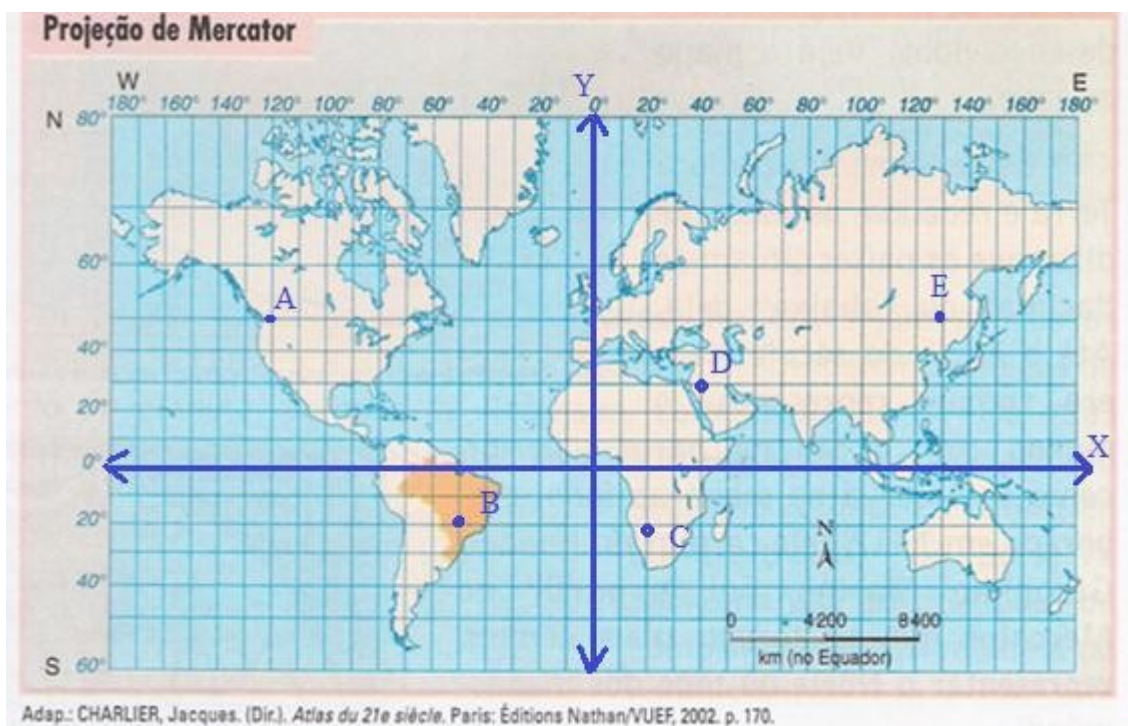 Projeção de Mercator
W Y E
180° 160° 140° 120° 100° 80° 60° 40° 20° 0° 20° 40° 60° 80° 100° 120° 140° 160° 180°
N 80°
60°
A E
40°
D
20°
X
0°
B
20° N
C
40°
0 4200 8400
km (no Equador)
S 60°
Adap.: CHARLIER, Jacques. (Dir.). Atlas du 21e siècle. Paris: Éditions Nathan/VUEF, 2002. p. 170.